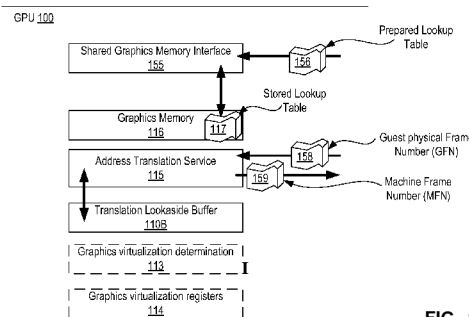 GPU 100
Prepared Lookup
Table
Shared Graphics Memory Interface
155
156
Stored Lookup
Table
Graphics Memory
116
117
Guest physical Frame
Number (GFN)
158
Address Translation Service
115
159
Machine Frame
Number (MFN)
Translation Lookaside Buffer
110B
Graphics virtualization determination
113
I
Graphics virtualization registers
114
FIG.